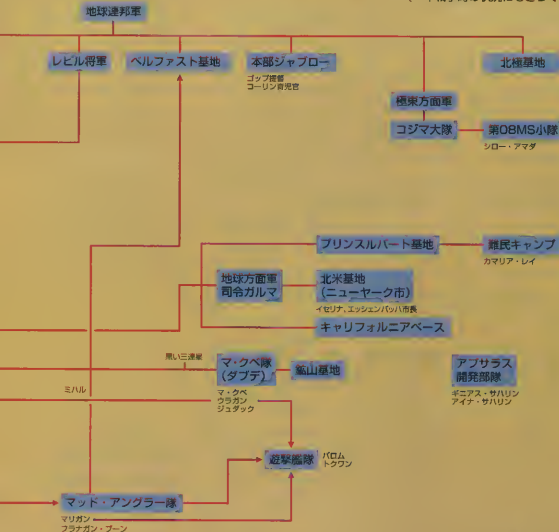 地球連邦軍
レビル将軍
ベルファスト基地
本部ジャブロー
ゴップ提督
コーリン育児官
北極基地
極東方面軍
コジマ大隊
第08MS小隊
シロー・アマダ
プリンスルパート基地
難民キャンプ
カマリア・レイ
地球方面軍
司令ガルマ
北米基地
(ニューヤーク市)
イセリナ、エッシェンバッハ市長
キャリフォルニアベース
黒い三連星
マ・クベ隊
(ダブデ)
鉱山基地
マ・クベ
ウラガン
ジュダック
アプサラス
開発部隊
ギニアス・サハリン
アイナ・サハリン
ミハル
遊撃艦隊
パロム
トクワン
マッド・アングラー隊
マリガン
フラナガン・ブーン